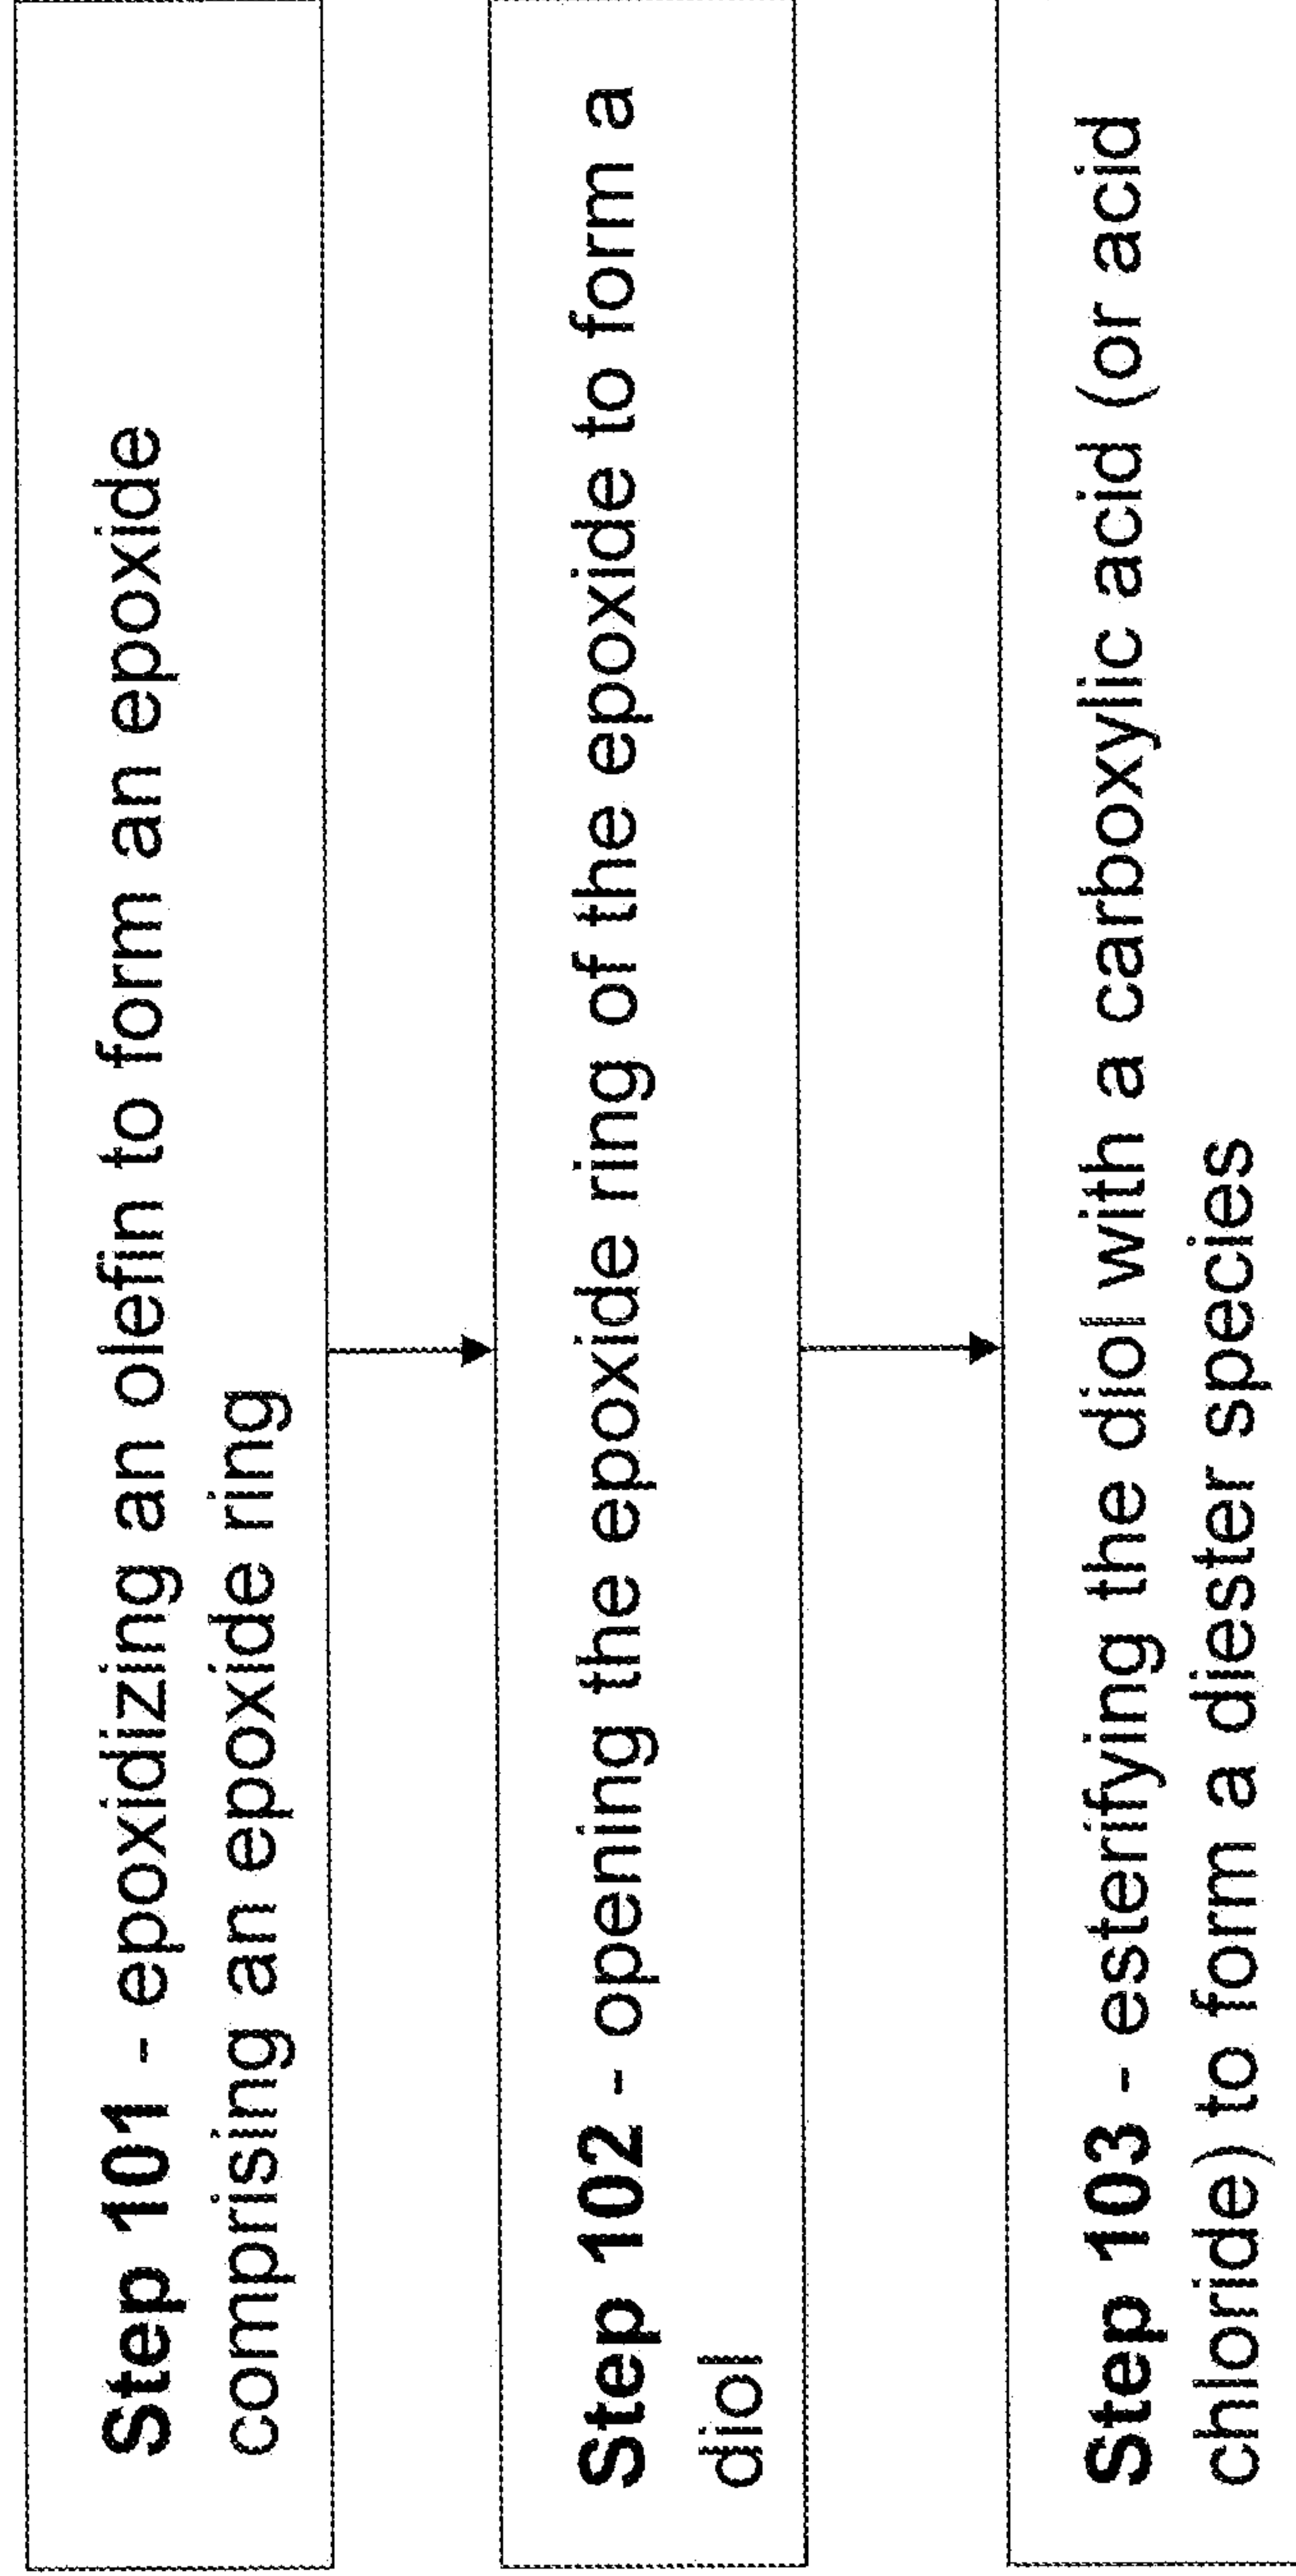 Step 101 - epoxidizing an olefin to form an epoxide
comprising an epoxide ring
Step 102 - opening the epoxide ring of the epoxide to form a
diol
Step 103 - esterifying the diol with a carboxylic acid (or acid
chloride) to form a diester species